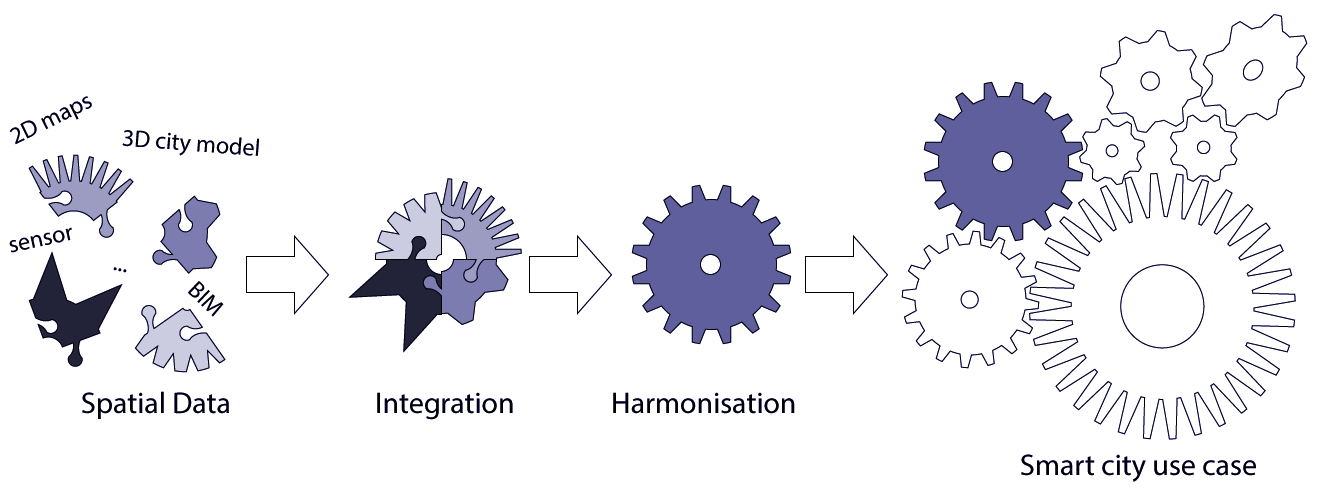 2D maps
3D city model
sensor
...
BIM
Spatial Data
Integration
Harmonisation
Smart city use case